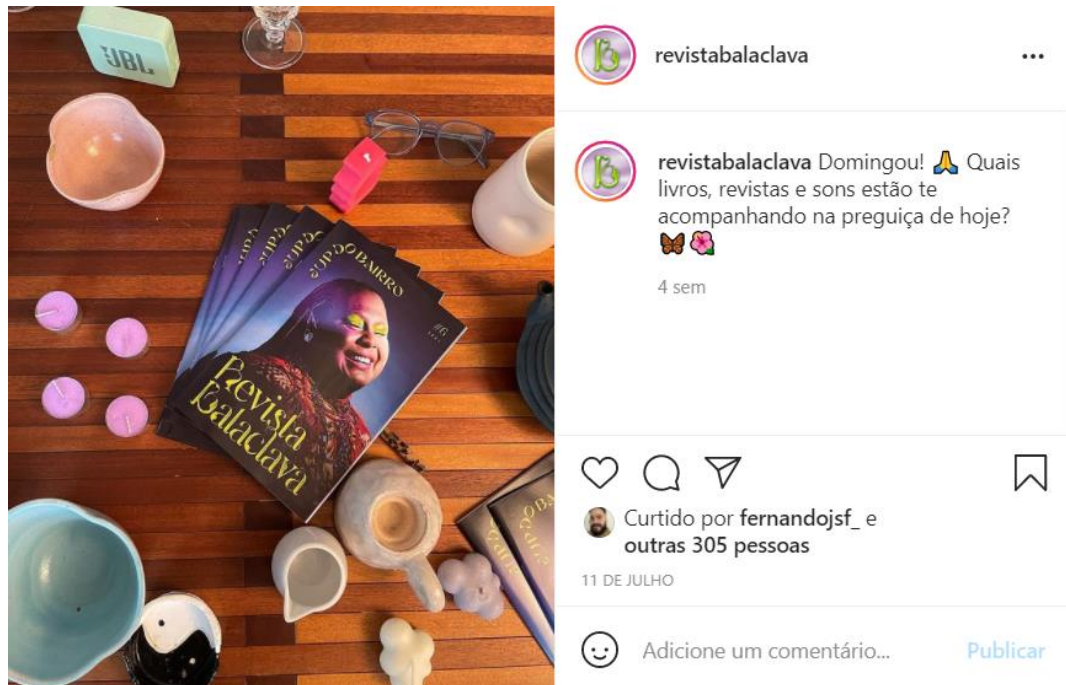 JBL
JUP DO BAIRRO
#6
Revista
Balaclava
revistabalaclava
revistabalaclava Domingou! 🙏 Quais
livros, revistas e sons estão te
acompanhando na preguiça de hoje?
🦋🌺
4 sem
Curtido por fernandojsf_ e
outras 305 pessoas
11 DE JULHO
Adicione um comentário...
Publicar